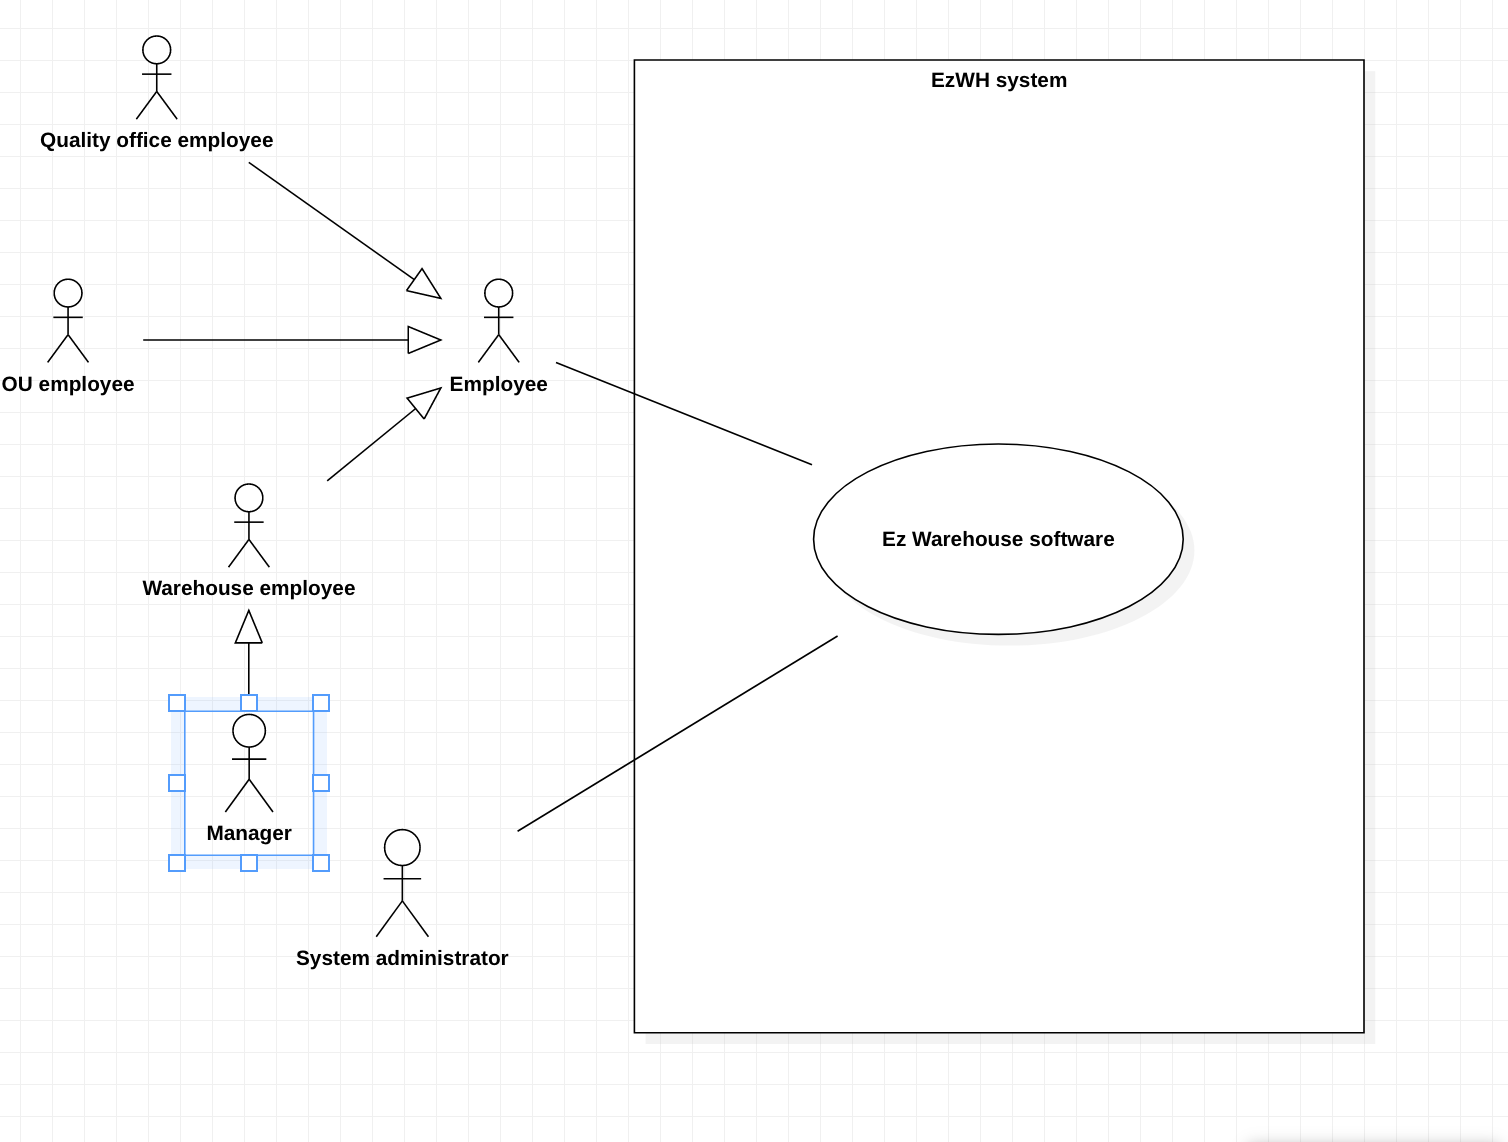 EzWH system
Quality office employee
OU employee
Employee
Ez Warehouse software
Warehouse employee
Manager
System administrator